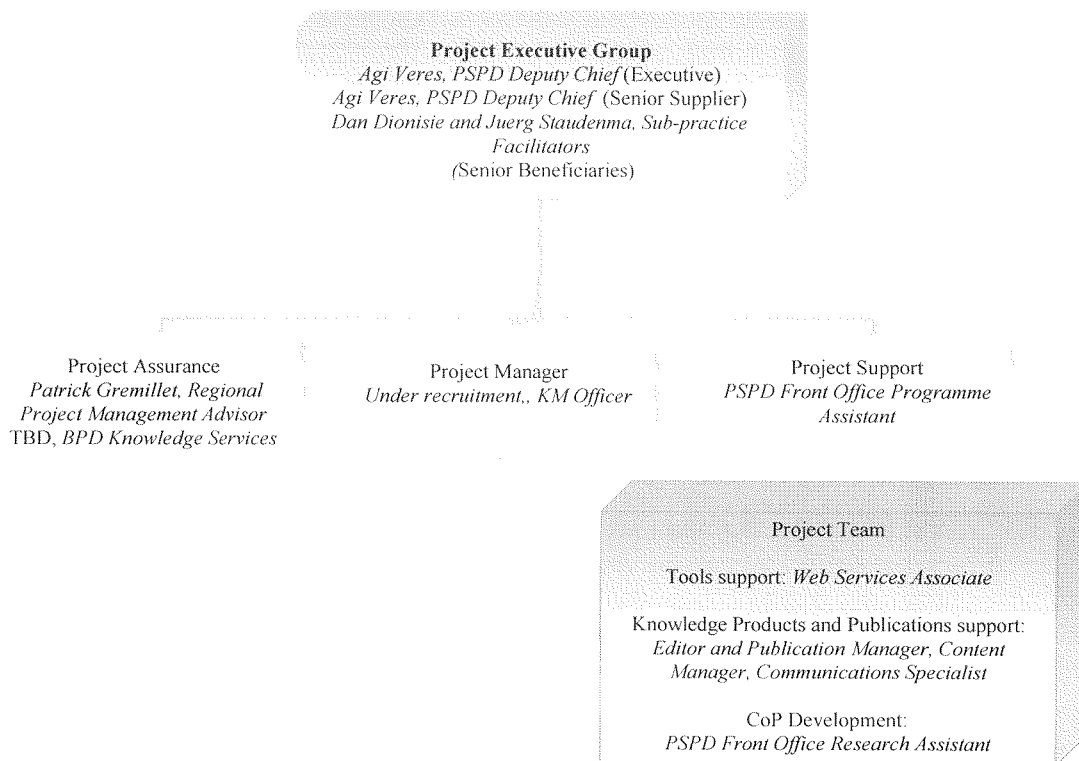 Project Executive Group
Agi Veres, PSPD Deputy Chief (Executive)
Agi Veres, PSPD Deputy Chief (Senior Supplier)
Dan Dionisie and Juerg Staudenma, Sub-practice
Facilitators
(Senior Beneficiaries)
Project Assurance
Patrick Gremillet, Regional
Project Management Advisor
TBD, BPD Knowledge Services
Project Manager
Under recruitment,, KM Officer
Project Support
PSPD Front Office Programme
Assistant
Project Team
Tools support: Web Services Associate
Knowledge Products and Publications support:
Editor and Publication Manager, Content
Manager, Communications Specialist
CoP Development:
PSPD Front Office Research Assistant